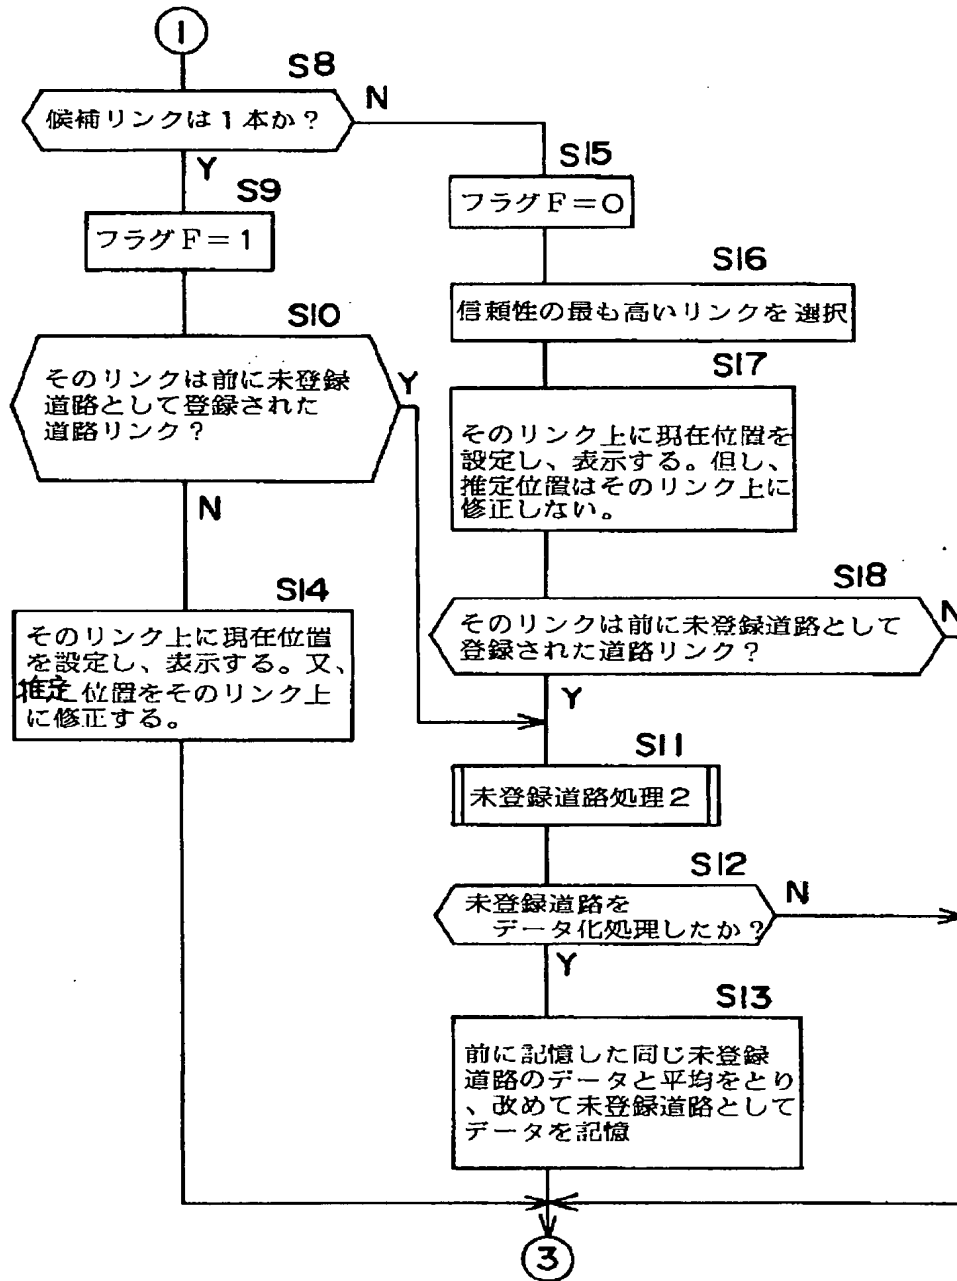 1
S8
候補リンクは1本か?
N
Y
S9
フラグF=1
S10
そのリンクは前に未登録
道路として登録された
道路リンク?
Y
N
S14
そのリンク上に現在位置
を設定し、表示する。又、
推定位置をそのリンク上
に修正する。
S15
フラグF=0
S16
信頼性の最も高いリンクを選択
S17
そのリンク上に現在位置を
設定し、表示する。但し、
推定位置はそのリンク上に
修正しない。
S18
そのリンクは前に未登録道路として
登録された道路リンク?
N
Y
S11
未登録道路処理2
S12
未登録道路を
データ化処理したか?
N
Y
S13
前に記憶した同じ未登録
道路のデータと平均をとり
、改めて未登録道路として
データを記憶
3